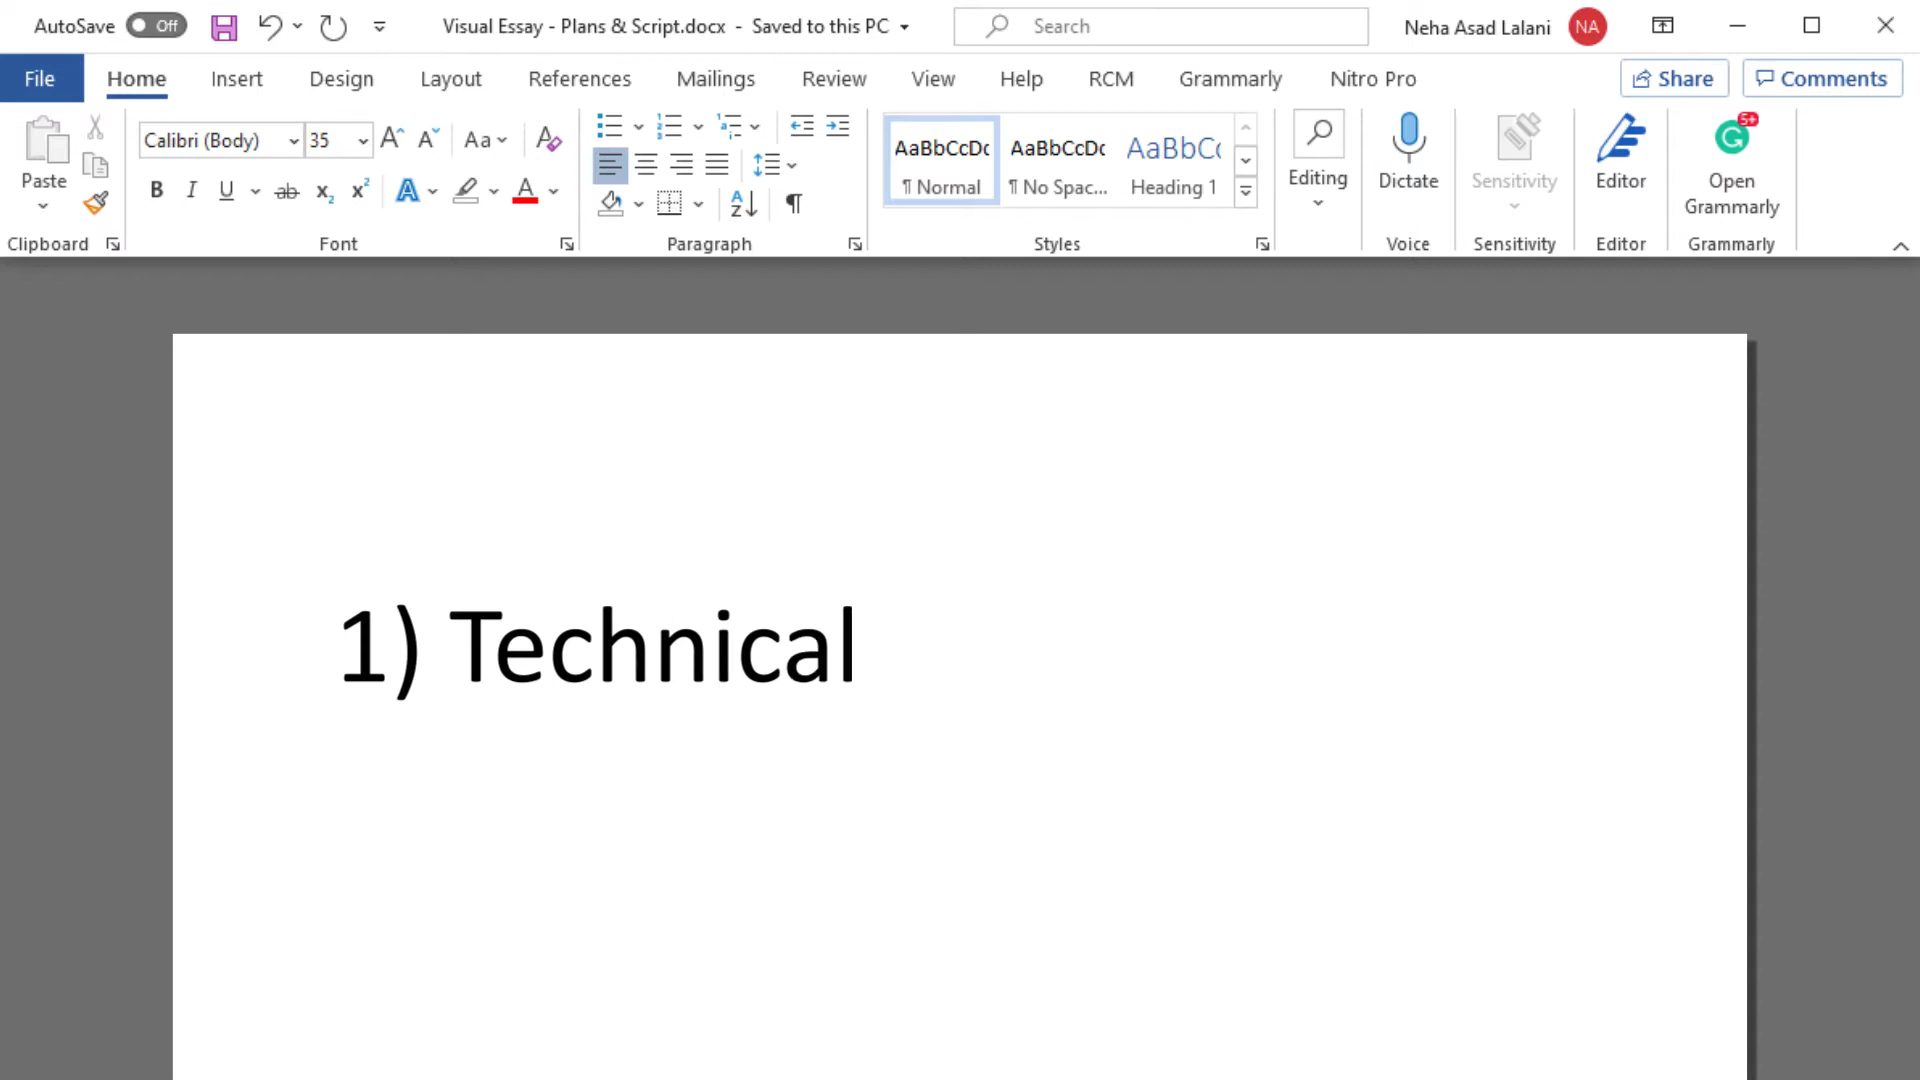 AutoSave Off Visual Essay - Plans & Script.docx - Saved to this PC Search Neha Asad Lalani NA
File Home Insert Design Layout References Mailings Review View Help RCM Grammarly Nitro Pro Share Comments
Paste
Calibri (Body) 35 Aa
AaBbCcDc AaBbCcDc AaBbCc
¶ Normal ¶ No Spac... Heading 1
Editing Dictate Sensitivity Editor Open Grammarly
5+
Clipboard Font Paragraph Styles Voice Sensitivity Editor Grammarly
1) Technical